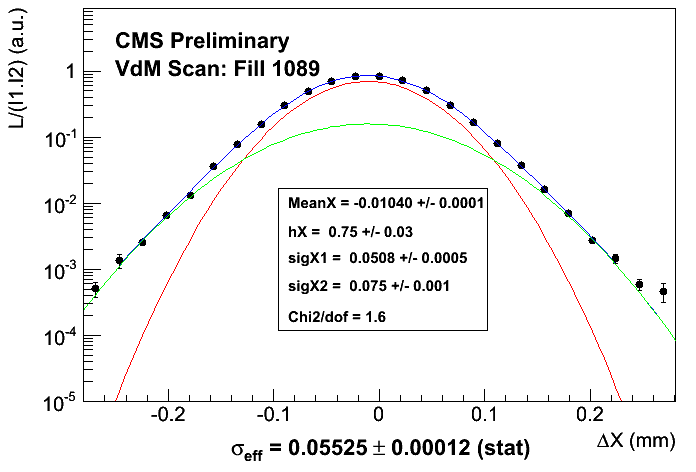 L/(I1.I2) (a.u.)
CMS Preliminary
VdM Scan: Fill 1089
1
10-1
10-2
10-3
10-4
10-5
MeanX = -0.01040 +/- 0.0001
hX = 0.75 +/- 0.03
sigX1 = 0.0508 +/- 0.0005
sigX2 = 0.075 +/- 0.001
Chi2/dof = 1.6
-0.2 -0.1 0 0.1 0.2
ΔX (mm)
σeff = 0.05525 ± 0.00012 (stat)